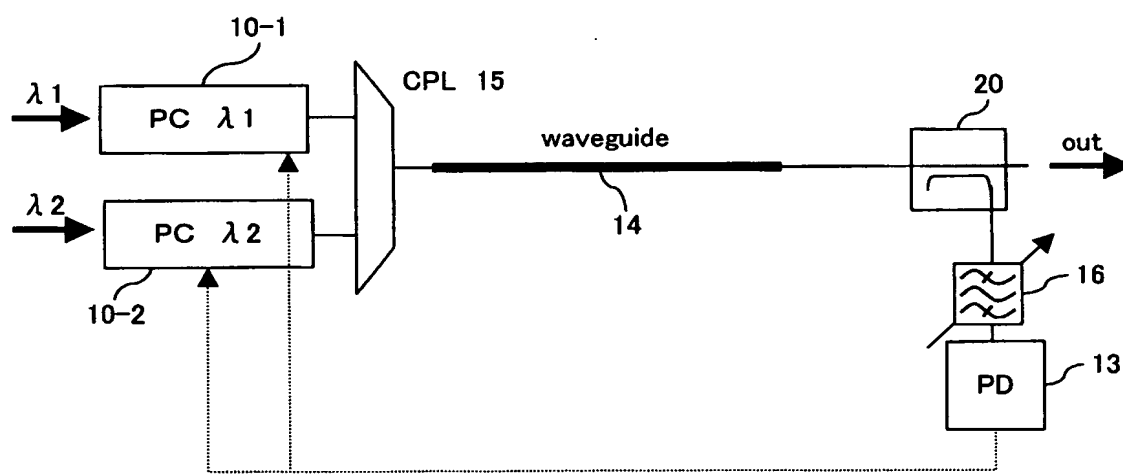 10-1
λ1
PC λ1
CPL 15
20
waveguide
out
λ2
PC λ2
14
16
10-2
13
PD